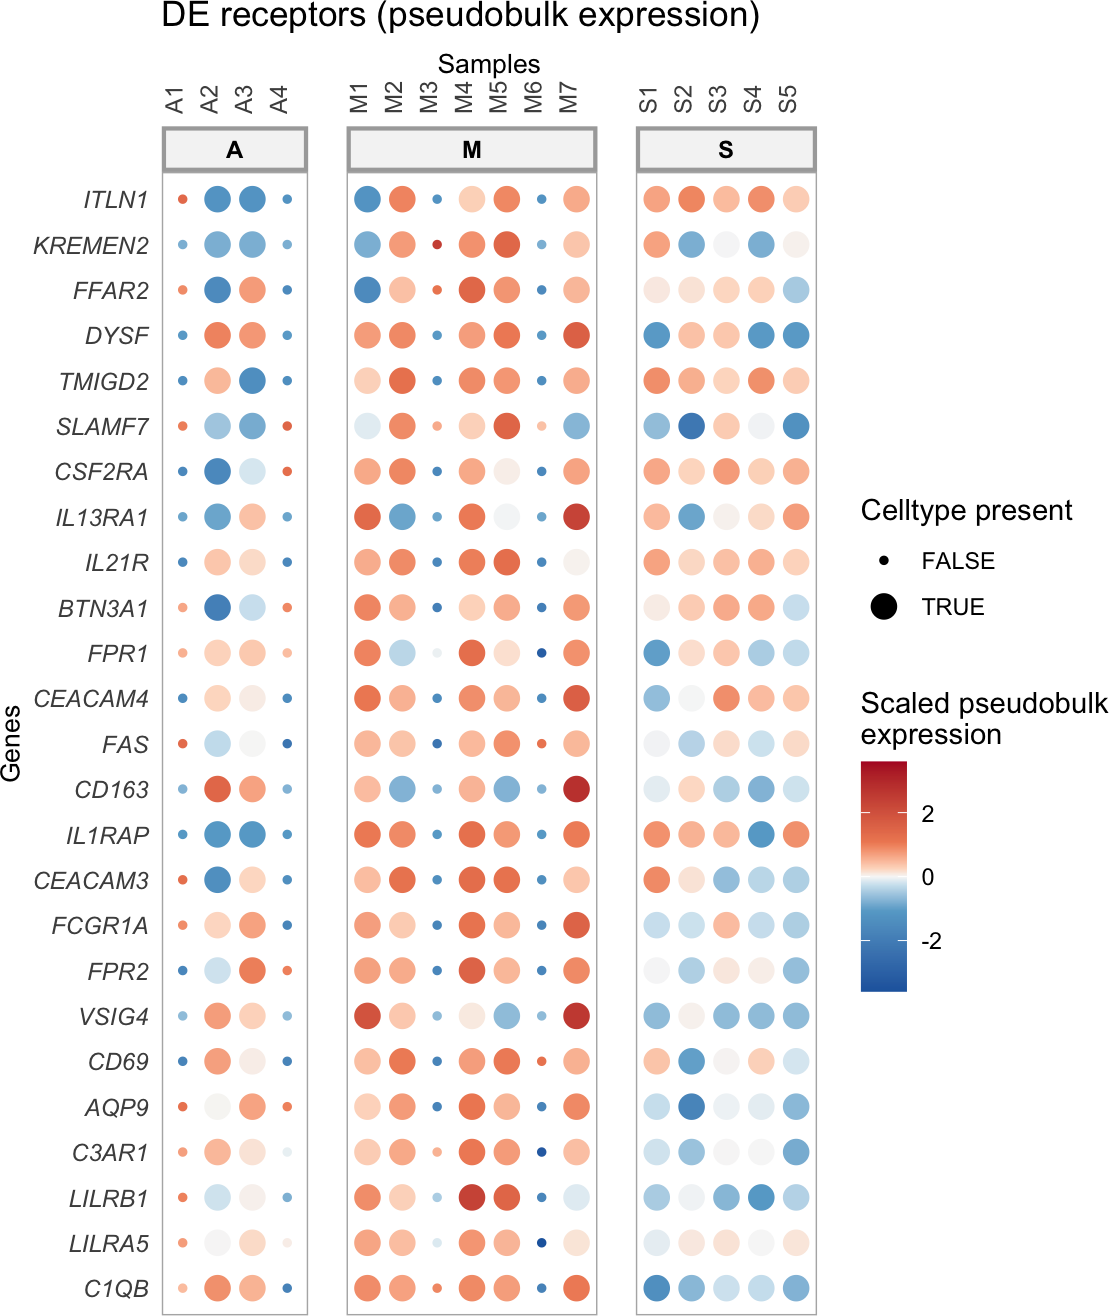 DE receptors (pseudobulk expression)
Samples
A1 A2 A3 A4 M1 M2 M3 M4 M5 M6 M7 S1 S2 S3 S4 S5
A M S
ITLN1
KREMEN2
FFAR2
DYSF
TMIGD2
SLAMF7
CSF2RA
IL13RA1
IL21R
BTN3A1
FPR1
CEACAM4
FAS
CD163
IL1RAP
CEACAM3
FCGR1A
FPR2
VSIG4
CD69
AQP9
C3AR1
LILRB1
LILRA5
C1QB
Genes
Celltype present
FALSE
TRUE
Scaled pseudobulk
expression
2
0
-2